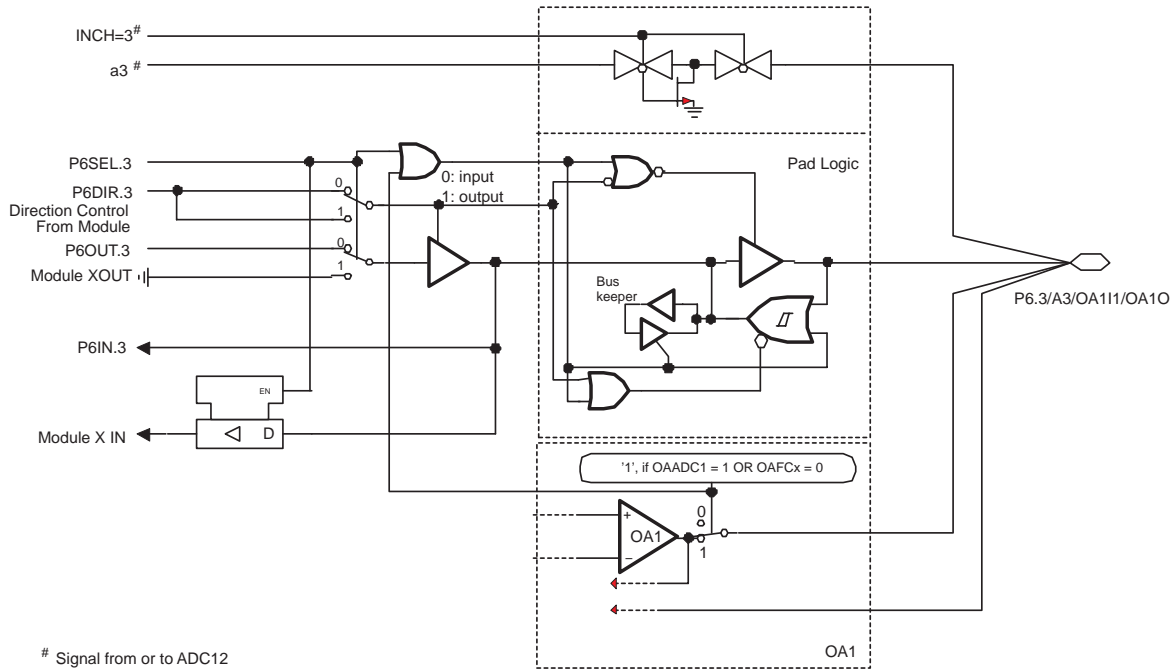 INCH=3#
a3 #
P6SEL.3
P6DIR.3
Direction Control
From Module
P6OUT.3
Module XOUT
P6IN.3
Module X IN
EN
D
0
1
0
1
0: input
1: output
Pad Logic
Bus
keeper
P6.3/A3/OA1I1/OA1O
'1', if OAADC1 = 1 OR OAFCx = 0
+
OA1
−
0
1
OA1
# Signal from or to ADC12